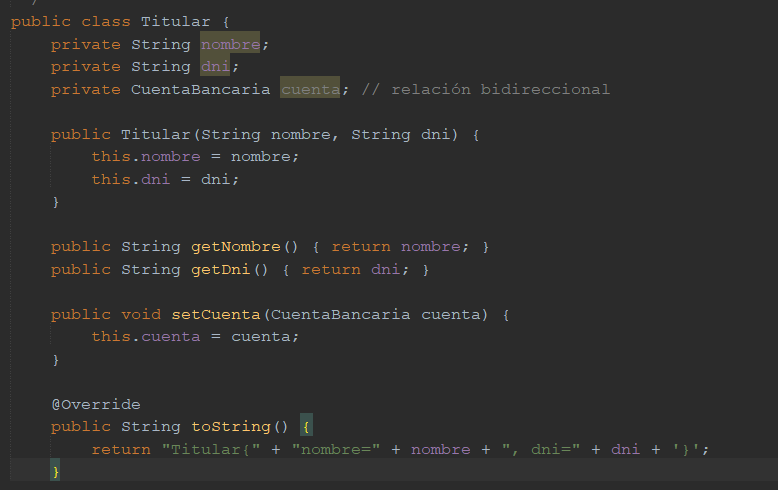 public class Titular {
private String nombre;
private String dni;
private CuentaBancaria cuenta; // relación bidireccional
public Titular(String nombre, String dni) {
this.nombre = nombre;
this.dni = dni;
}
public String getNombre() { return nombre; }
public String getDni() { return dni; }
public void setCuenta(CuentaBancaria cuenta) {
this.cuenta = cuenta;
}
@Override
public String toString() {
return "Titular{" + "nombre=" + nombre + ", dni=" + dni + '}';
}